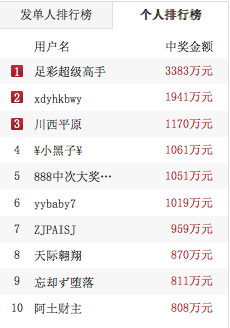 发单人排行榜 个人排行榜
用户名 中奖金额
1 足彩超级高手 3383万元
2 xdyhkbwy 1941万元
3 川西平原 1170万元
4 ¥小黑子¥ 1061万元
5 888中次大奖… 1051万元
6 yybaby7 1019万元
7 ZJPAISJ 959万元
8 天际翱翔 870万元
9 忘却ず堕落 811万元
10 阿土财主 808万元